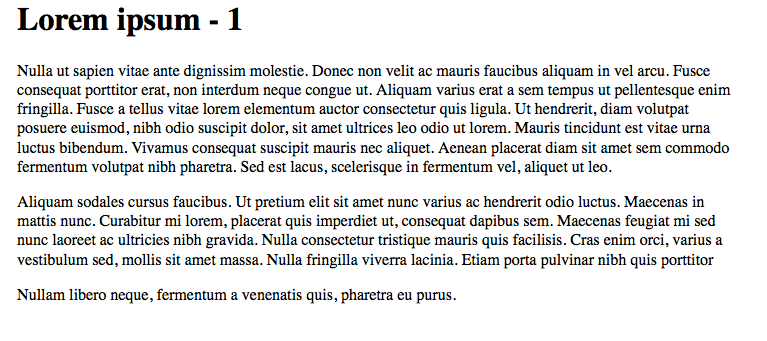 Lorem ipsum - 1
Nulla ut sapien vitae ante dignissim molestie. Donec non velit ac mauris faucibus aliquam in vel arcu. Fusce
consequat porttitor erat, non interdum neque congue ut. Aliquam varius erat a sem tempus ut pellentesque enim
fringilla. Fusce a tellus vitae lorem elementum auctor consectetur quis ligula. Ut hendrerit, diam volutpat
posuere euismod, nibh odio suscipit dolor, sit amet ultrices leo odio ut lorem. Mauris tincidunt est vitae urna
luctus bibendum. Vivamus consequat suscipit mauris nec aliquet. Aenean placerat diam sit amet sem commodo
fermentum volutpat nibh pharetra. Sed est lacus, scelerisque in fermentum vel, aliquet ut leo.
Aliquam sodales cursus faucibus. Ut pretium elit sit amet nunc varius ac hendrerit odio luctus. Maecenas in
mattis nunc. Curabitur mi lorem, placerat quis imperdiet ut, consequat dapibus sem. Maecenas feugiat mi sed
nunc laoreet ac ultricies nibh gravida. Nulla consectetur tristique mauris quis facilisis. Cras enim orci, varius a
vestibulum sed, mollis sit amet massa. Nulla fringilla viverra lacinia. Etiam porta pulvinar nibh quis porttitor
Nullam libero neque, fermentum a venenatis quis, pharetra eu purus.